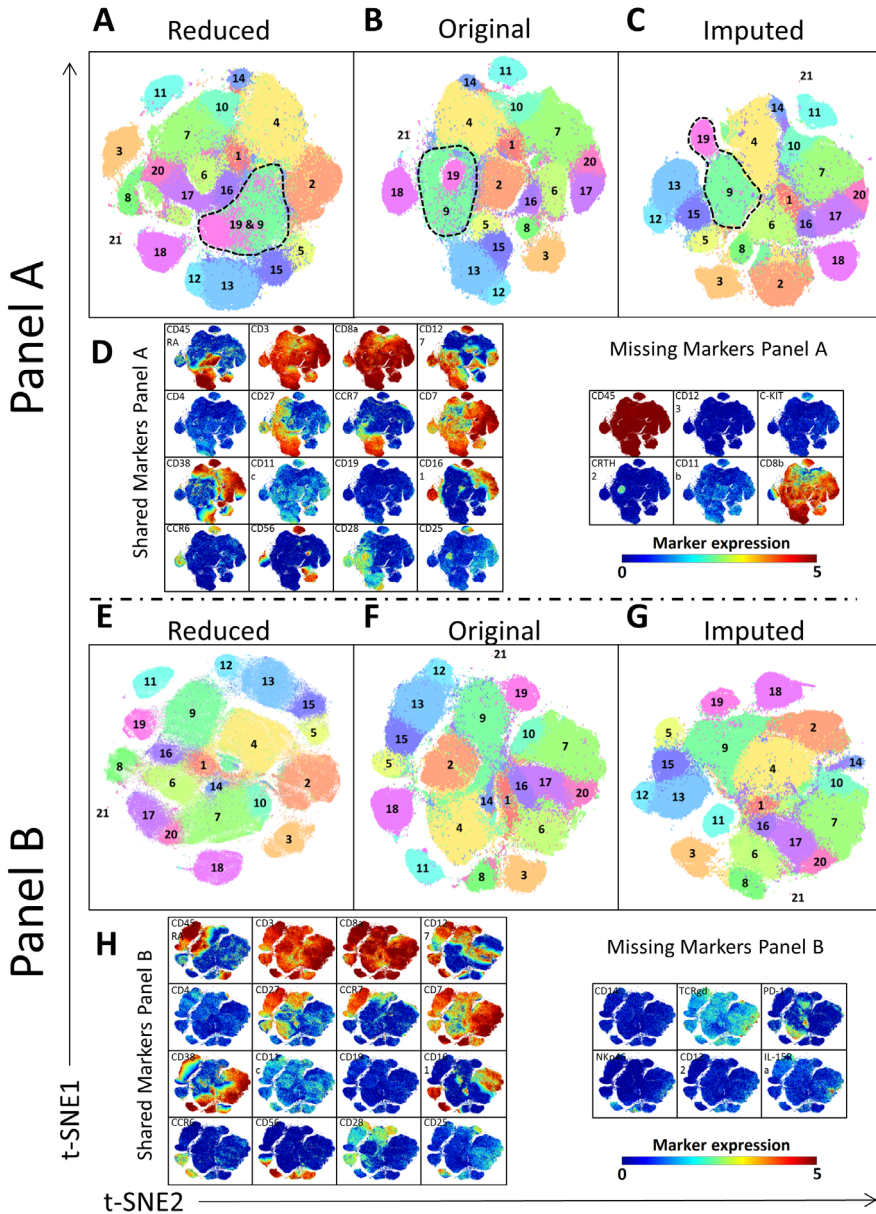 A Reduced
B Original
C Imputed
14
11
10
4
7
3
1
20
6
16
2
8
17
19 & 9
21
5
18
15
12
13
11
14
10
4
7
21
1
20
19
2
18
16
17
9
6
5
8
15
3
13
12
21
14
11
19
4
10
7
13
9
20
1
12
15
17
16
6
5
8
18
3
2
Panel A
D
Shared Markers Panel A
CD45 RA
CD3
CD8a
CD12 7
CD4
CD27
CCR7
CD7
CD38
CD11 c
CD19
CD16 1
CCR6
CD56
CD28
CD25
Missing Markers Panel A
CD45
CD12 3
C-KIT
CRTH 2
CD11 b
CD8b
Marker expression
0 5
E Reduced
F Original
G Imputed
12
11
13
9
15
19
5
4
16
1
8
6
2
14
10
21
17
7
20
3
18
21
12
19
13
9
10
15
7
5
2
16
17
20
14
1
18
4
6
11
8
3
18
19
2
5
9
15
14
4
10
12
13
1
11
7
16
17
3
6
20
8
21
Panel B
H
Shared Markers Panel B
CD45 RA
CD3
CD8a
CD12 7
CD4
CD27
CCR7
CD7
CD38
CD11 c
CD19
CD16 1
CCR6
CD56
CD28
CD25
Missing Markers Panel B
CD14
TCRgd
PD-1
NKp46
CD12 2
IL-15R a
Marker expression
0 5
t-SNE1
t-SNE2